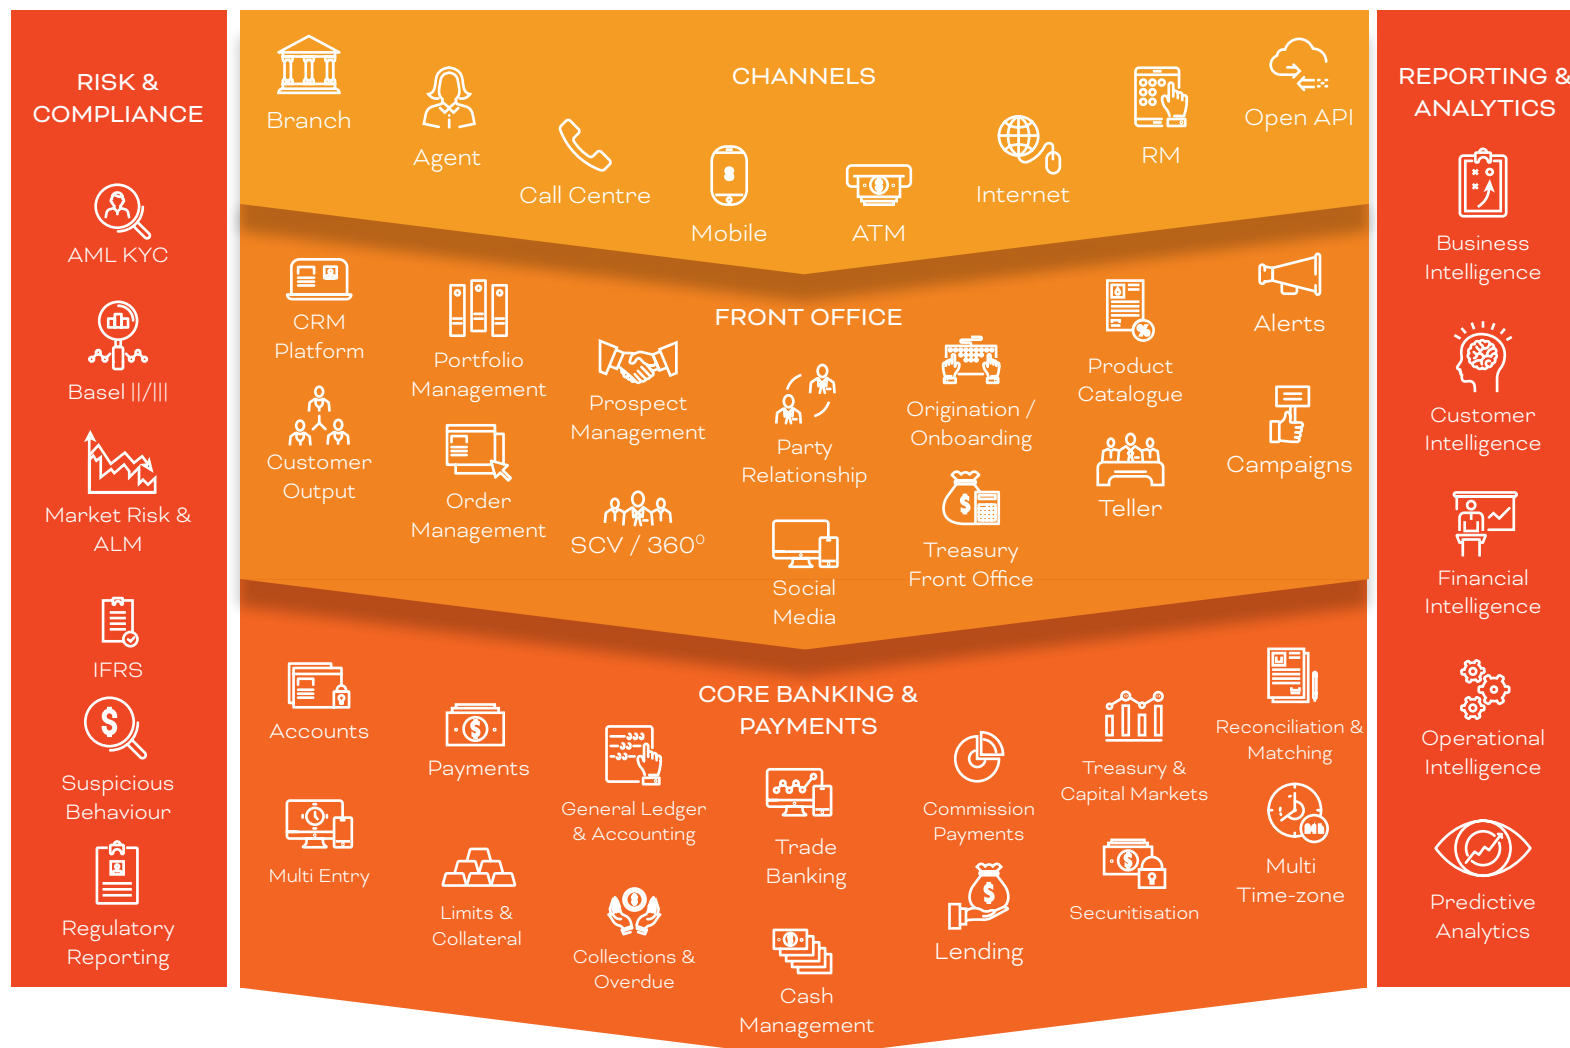 RISK &
COMPLIANCE
AML KYC
Basel ||/|||
Market Risk &
ALM
IFRS
Suspicious
Behaviour
Regulatory
Reporting
CHANNELS
Branch
Agent
Call Centre
Mobile
ATM
Internet
RM
Open API
FRONT OFFICE
CRM
Platform
Portfolio
Management
Prospect
Management
Party
Relationship
Origination /
Onboarding
Product
Catalogue
Alerts
Customer
Output
Order
Management
SCV / 360⁰
Social
Media
Treasury
Front Office
Teller
Campaigns
CORE BANKING &
PAYMENTS
Accounts
Payments
General Ledger
& Accounting
Trade
Banking
Commission
Payments
Treasury &
Capital Markets
Reconciliation &
Matching
Multi Entry
Limits &
Collateral
Collections &
Overdue
Cash
Management
Lending
Securitisation
24h
Multi
Time-zone
REPORTING &
ANALYTICS
Business
Intelligence
Customer
Intelligence
Financial
Intelligence
Operational
Intelligence
Predictive
Analytics